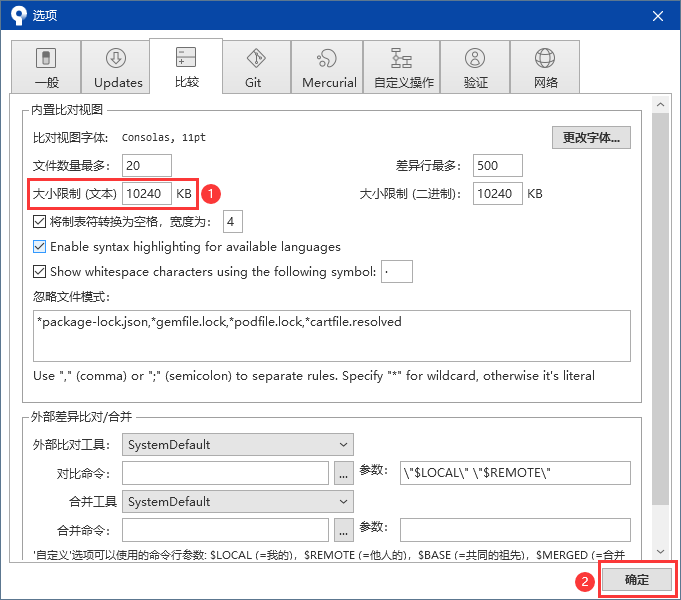 选项
一般 Updates 比较 Git Mercurial 自定义操作 验证 网络
内置比对视图
比对视图字体: Consolas, 11pt 更改字体...
文件数量最多: 20 差异行最多: 500
大小限制 (文本) 10240 KB 1 大小限制 (二进制): 10240 KB
将制表符转换为空格，宽度为: 4
Enable syntax highlighting for available languages
Show whitespace characters using the following symbol: ·
忽略文件模式:
*package-lock.json,*gemfile.lock,*podfile.lock,*cartfile.resolved
Use "," (comma) or ";" (semicolon) to separate rules. Specify "*" for wildcard, otherwise it's literal
外部差异比对/合并
外部比对工具: SystemDefault
对比命令: ... 参数: \"$LOCAL\" \"$REMOTE\"
合并工具 SystemDefault
合并命令: ... 参数:
'自定义'选项可以使用的命令行参数: $LOCAL (=我的)，$REMOTE (=他人的)，$BASE (=共同的祖先)，$MERGED (=合并
2 确定